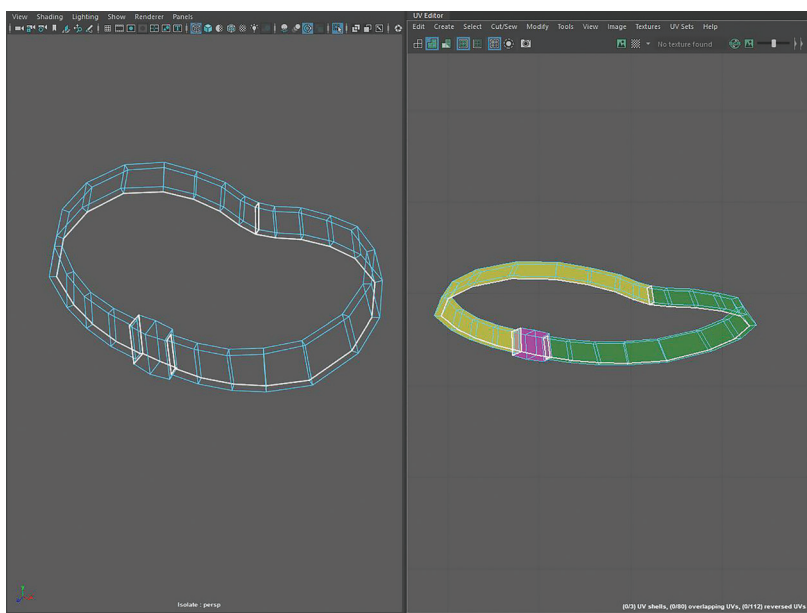 View Shading Lighting Show Renderer Panels
UV Editor
Edit Create Select Cut/Sew Modify Tools View Image Textures UV Sets Help
No texture found
Isolate : persp
(0/3) UV shells, (0/80) overlapping UVs, (0/112) reversed UVs